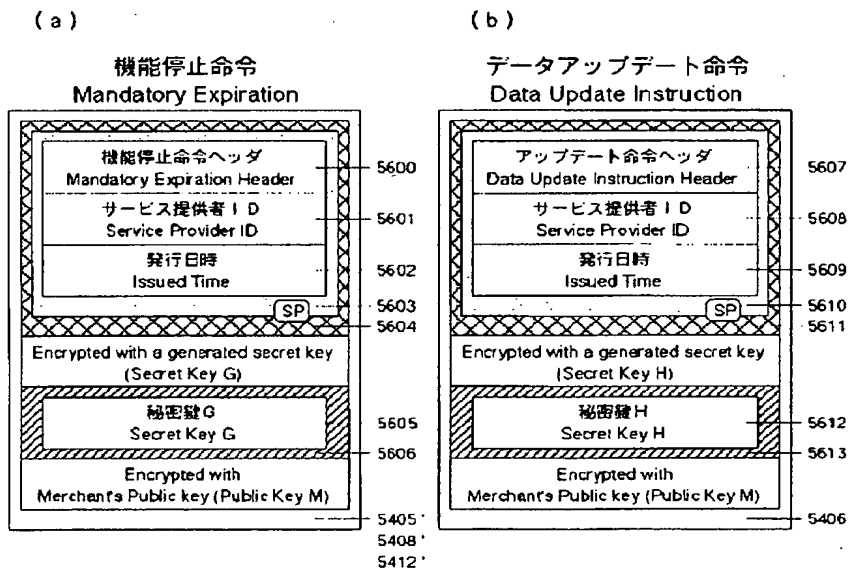 (a)
機能停止命令
Mandatory Expiration
機能停止命令ヘッダ
Mandatory Expiration Header
サービス提供者ID
Service Provider ID
発行日時
Issued Time
SP
Encrypted with a generated secret key
(Secret Key G)
秘密鍵G
Secret Key G
Encrypted with
Merchant's Public key (Public Key M)
5600
5601
5602
5603
5604
5605
5606
5405'
5408'
5412'
(b)
データアップデート命令
Data Update Instruction
アップデート命令ヘッダ
Data Update Instruction Header
サービス提供者ID
Service Provider ID
発行日時
Issued Time
SP
Encrypted with a generated secret key
(Secret Key H)
秘密鍵H
Secret Key H
Encrypted with
Merchant's Public key (Public Key M)
5607
5608
5609
5610
5611
5612
5613
5406